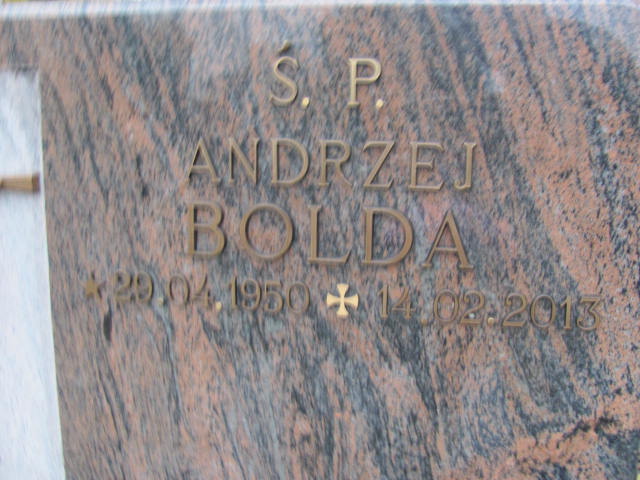 Ś. P.
ANDRZEJ
BOLDA
★ 29.04.1950 ✠ 14.02.2013